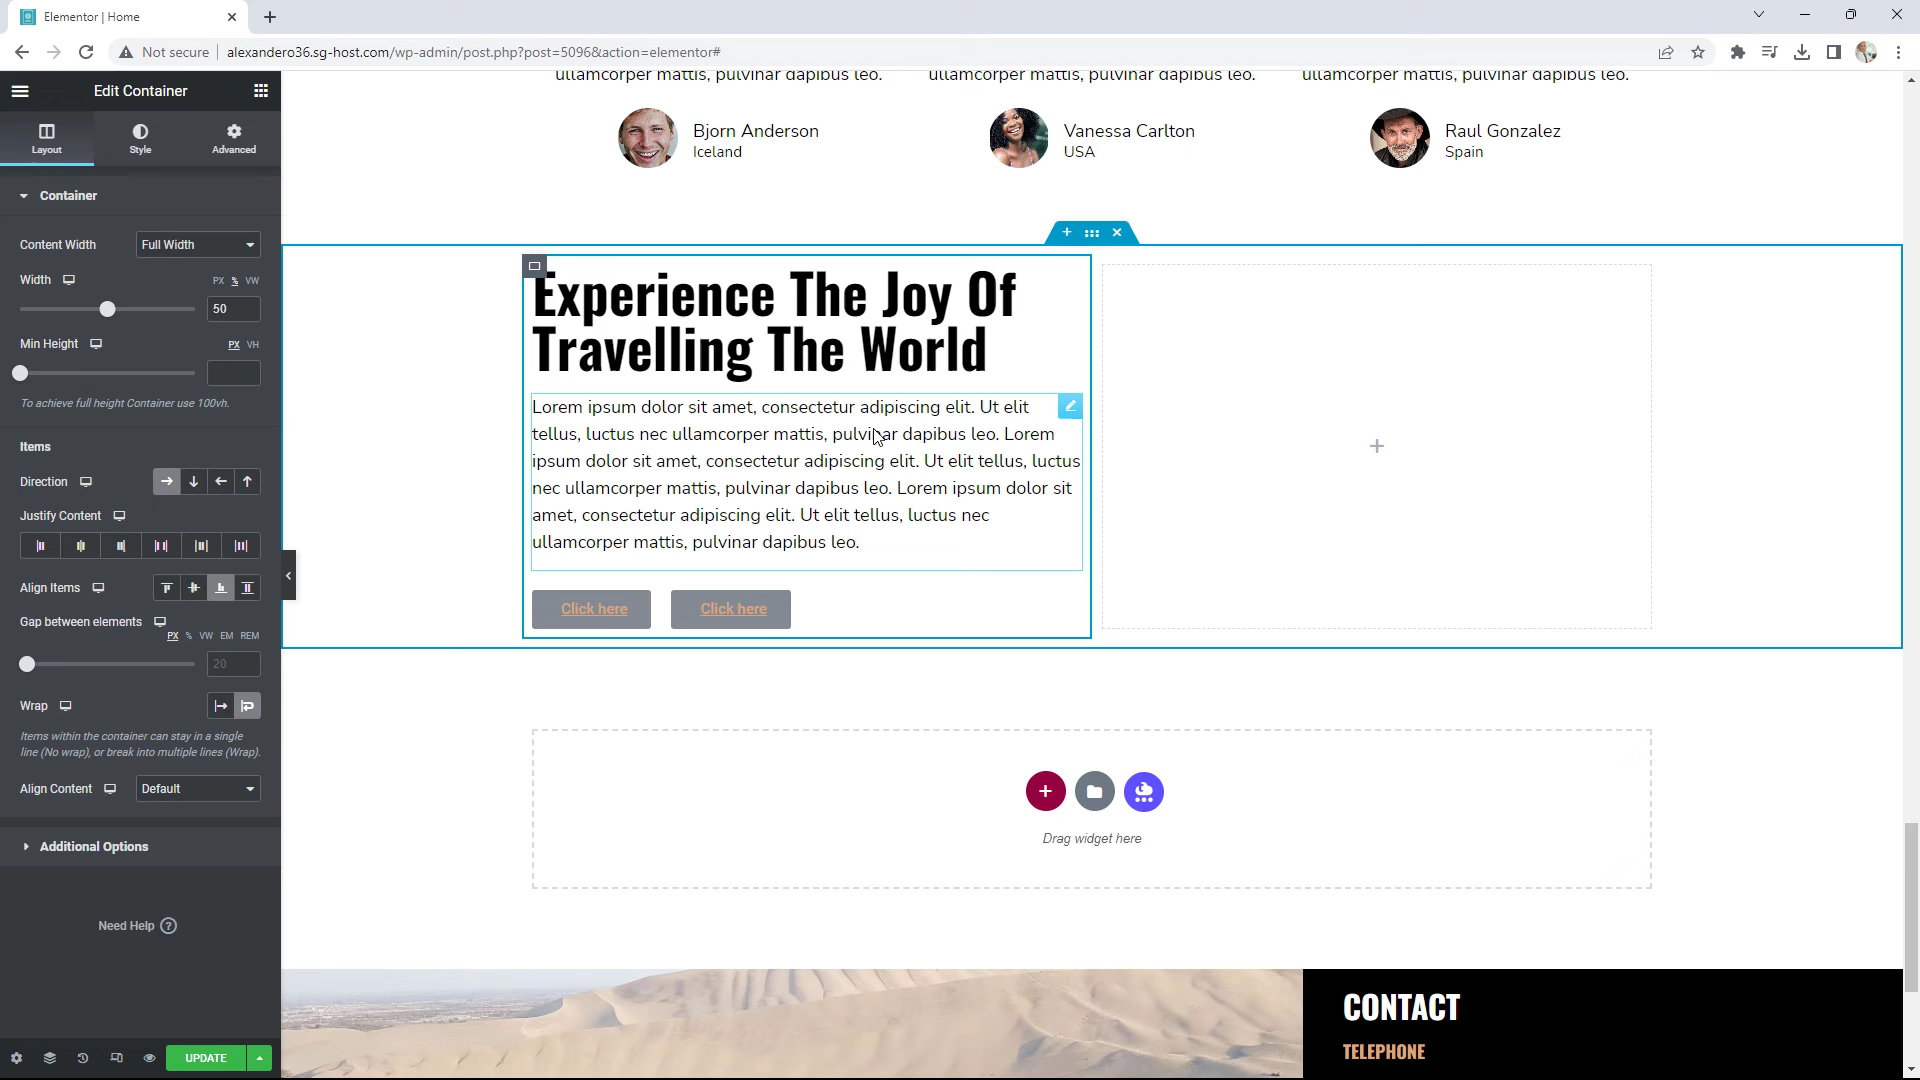 Elementor | Home
Not secure
alexandero36.sg-host.com/wp-admin/post.php?post=5096&action=elementor#
Edit Container
Layout
Style
Advanced
Container
Content Width
Full Width
Width
PX % VW
50
Min Height
PX VH
To achieve full height Container use 100vh.
Items
Direction
Justify Content
Align Items
Gap between elements
PX % VW EM REM
20
Wrap
Items within the container can stay in a single
line (No wrap), or break into multiple lines (Wrap).
Align Content
Default
Additional Options
Need Help ?
UPDATE
ullamcorper mattis, pulvinar dapibus leo.
ullamcorper mattis, pulvinar dapibus leo.
ullamcorper mattis, pulvinar dapibus leo.
Bjorn Anderson
Iceland
Vanessa Carlton
USA
Raul Gonzalez
Spain
Experience The Joy Of
Travelling The World
Lorem ipsum dolor sit amet, consectetur adipiscing elit. Ut elit
tellus, luctus nec ullamcorper mattis, pulvinar dapibus leo. Lorem
ipsum dolor sit amet, consectetur adipiscing elit. Ut elit tellus, luctus
nec ullamcorper mattis, pulvinar dapibus leo. Lorem ipsum dolor sit
amet, consectetur adipiscing elit. Ut elit tellus, luctus nec
ullamcorper mattis, pulvinar dapibus leo.
Click here
Click here
Drag widget here
CONTACT
TELEPHONE